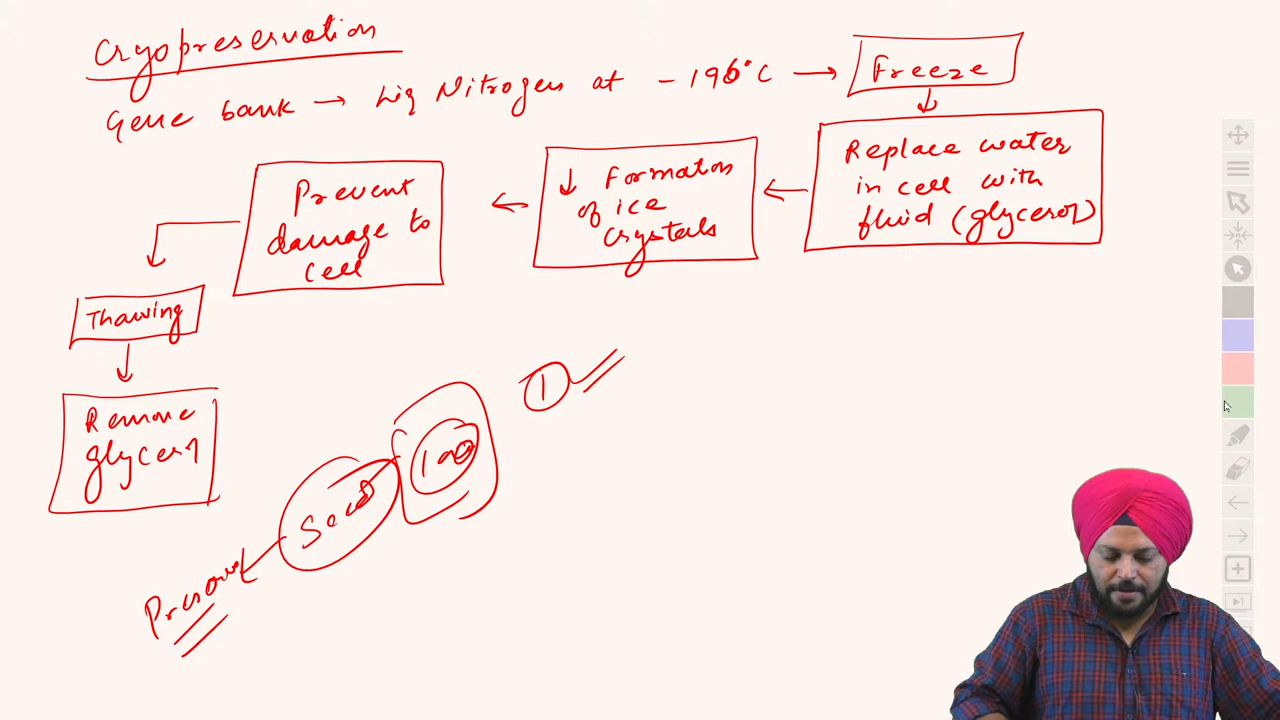 Cryopreservation
Gene bank → Liq Nitrogen at -196°C → Freeze
Replace water
in cell with
fluid (glycerol)
↓ Formaton
of ice
crystals
Prevent
damage to
cell
Thawing
Remove
glycerol
1
100
Seed
Preserve